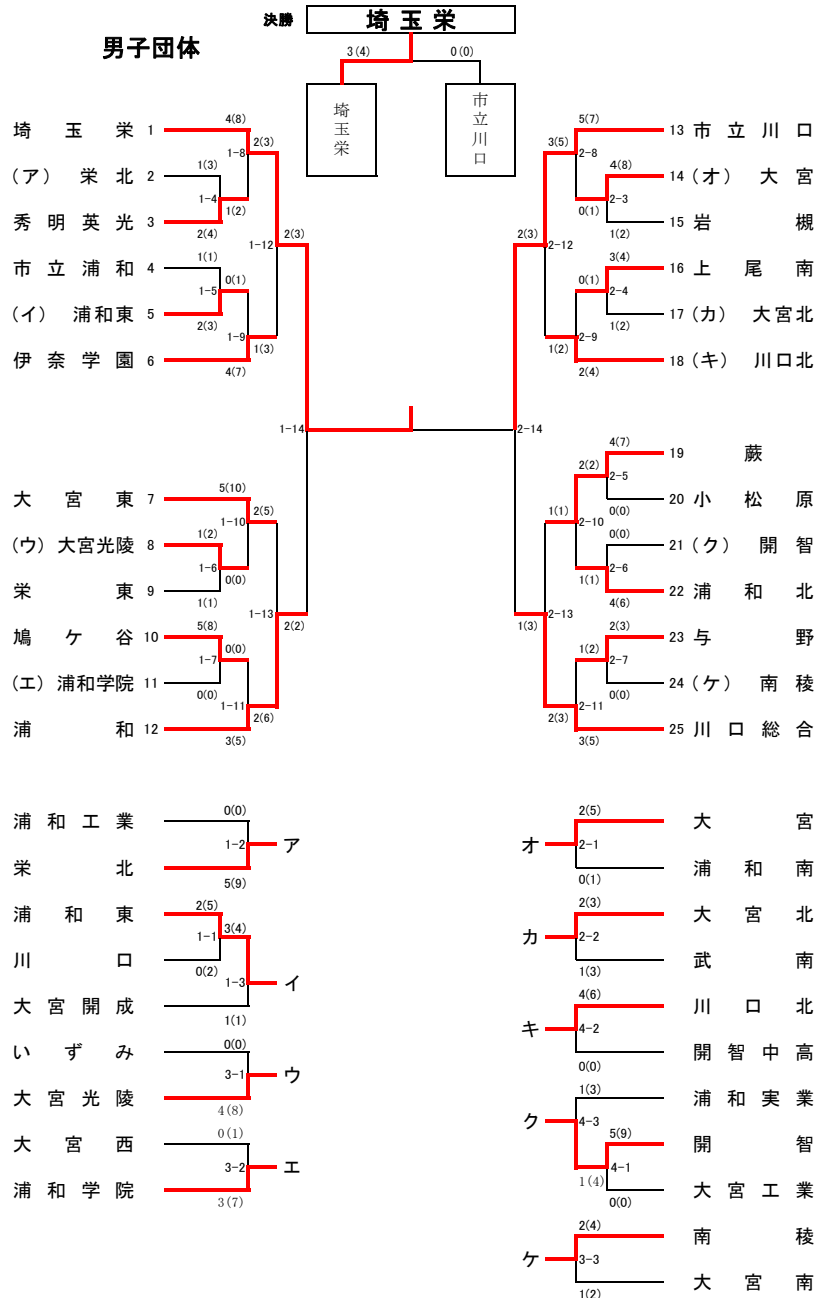 決勝 埼玉栄
男子団体
3(4) 0(0)
埼玉栄
市立川口
埼玉栄 1
(ア) 栄北 2
秀明英光 3
市立浦和 4
(イ) 浦和東 5
伊奈学園 6
大宮東 7
(ウ) 大宮光陵 8
栄東 9
鳩ケ谷 10
(エ) 浦和学院 11
浦和 12
4(8)
2(3)
1-8
1(3)
1-4
1(2)
2(4)
2(3)
1-12
1(1)
0(1)
1-5
2(3)
1-9
1(3)
4(7)
1-14
5(10)
2(5)
1-10
1(2)
1-6
0(0)
1(1)
1-13
2(2)
5(8)
0(0)
1-7
0(0)
1-11
2(6)
3(5)
13 市立川口
14 (オ) 大宮
15 岩槻
16 上尾南
17 (カ) 大宮北
18 (キ) 川口北
19 蕨
20 小松原
21 (ク) 開智
22 浦和北
23 与野
24 (ケ) 南稜
25 川口総合
5(7)
3(5)
2-8
4(8)
2-3
0(1)
1(2)
2(3)
2-12
3(4)
0(1)
2-4
1(2)
2-9
1(2)
2(4)
2-14
4(7)
2(2)
2-5
0(0)
1(1)
2-10
0(0)
2-6
1(1)
4(6)
2-13
1(3)
2(3)
1(2)
2-7
0(0)
2-11
2(3)
3(5)
浦和工業
0(0)
1-2 ア
栄北
5(9)
浦和東
2(5)
3(4)
1-1
川口
0(2)
1-3 イ
大宮開成
1(1)
いずみ
0(0)
3-1 ウ
大宮光陵
4(8)
大宮西
0(1)
3-2 エ
浦和学院
3(7)
2(5)
大宮
オ 2-1
浦和南
0(1)
2(3)
大宮北
カ 2-2
武南
1(3)
4(6)
川口北
キ 4-2
開智中高
0(0)
1(3)
浦和実業
ク 4-3
5(9)
開智
4-1
1(4)
大宮工業
0(0)
2(4)
南稜
ケ 3-3
大宮南
1(2)